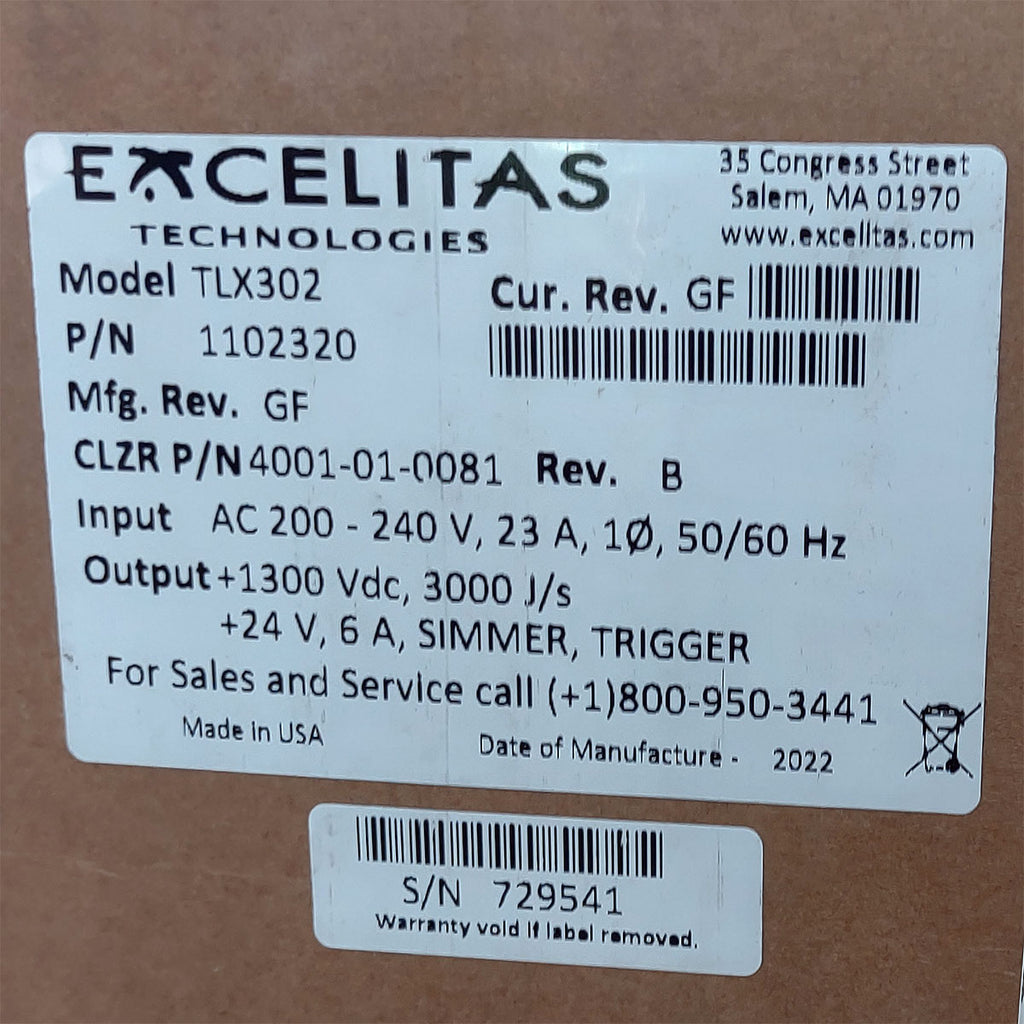 EXCELITAS
TECHNOLOGIES
35 Congress Street
Salem, MA 01970
www.excelitas.com
Model TLX302
Cur. Rev. GF
P/N 1102320
Mfg. Rev. GF
CLZR P/N 4001-01-0081 Rev. B
Input AC 200 - 240 V, 23 A, 1Ø, 50/60 Hz
Output +1300 Vdc, 3000 J/s
+24 V, 6 A, SIMMER, TRIGGER
For Sales and Service call (+1)800-950-3441
Made in USA
Date of Manufacture - 2022
S/N 729541
Warranty void if label removed.